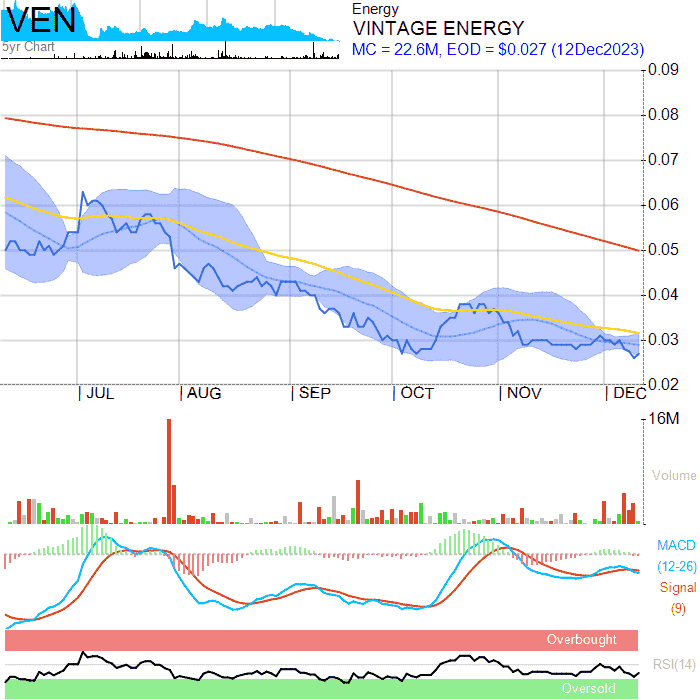 VEN
5yr Chart
Energy
VINTAGE ENERGY
MC = 22.6M, EOD = $0.027 (12Dec2023)
0.09
0.08
0.07
0.06
0.05
0.04
0.03
0.02
JUL AUG SEP OCT NOV DEC
16M
Volume
MACD
(12-26)
Signal
(9)
Overbought
RSI(14)
Oversold